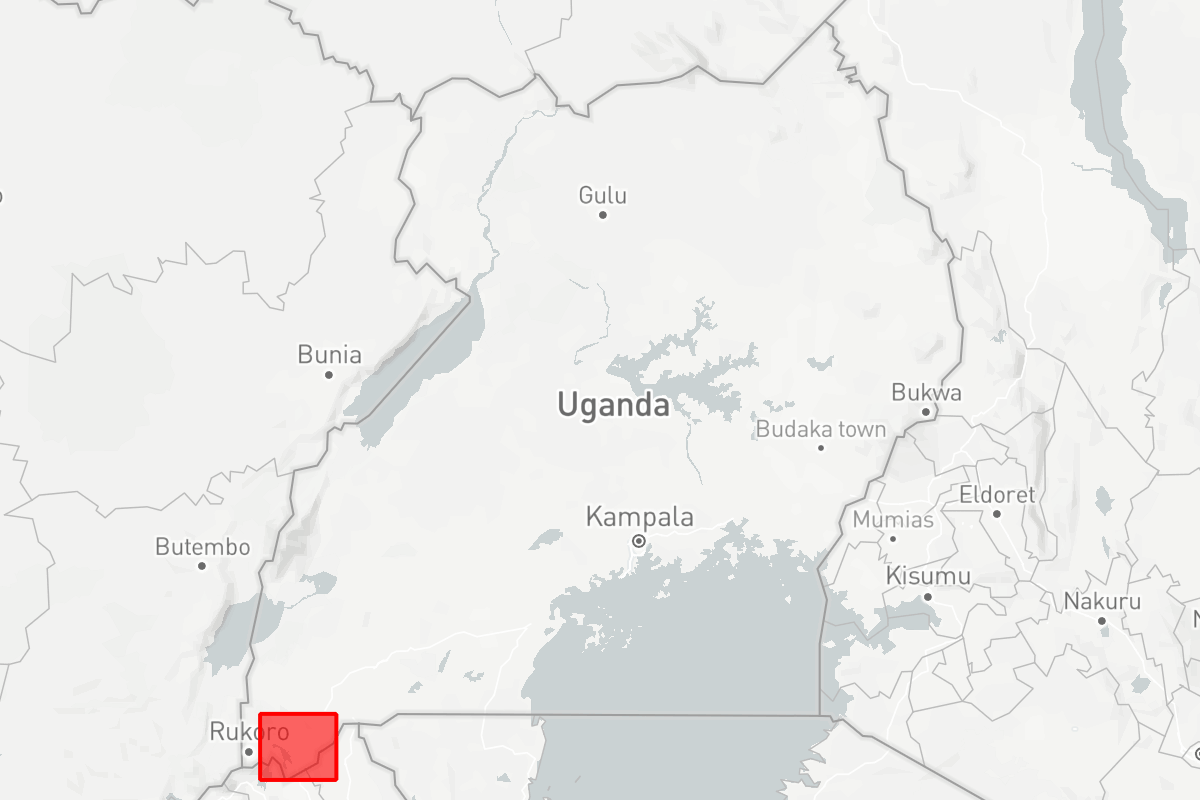 Gulu
Bunia
Uganda
Bukwa
Budaka town
Eldoret
Kampala
Mumias
Butembo
Kisumu
Nakuru
Rukoro